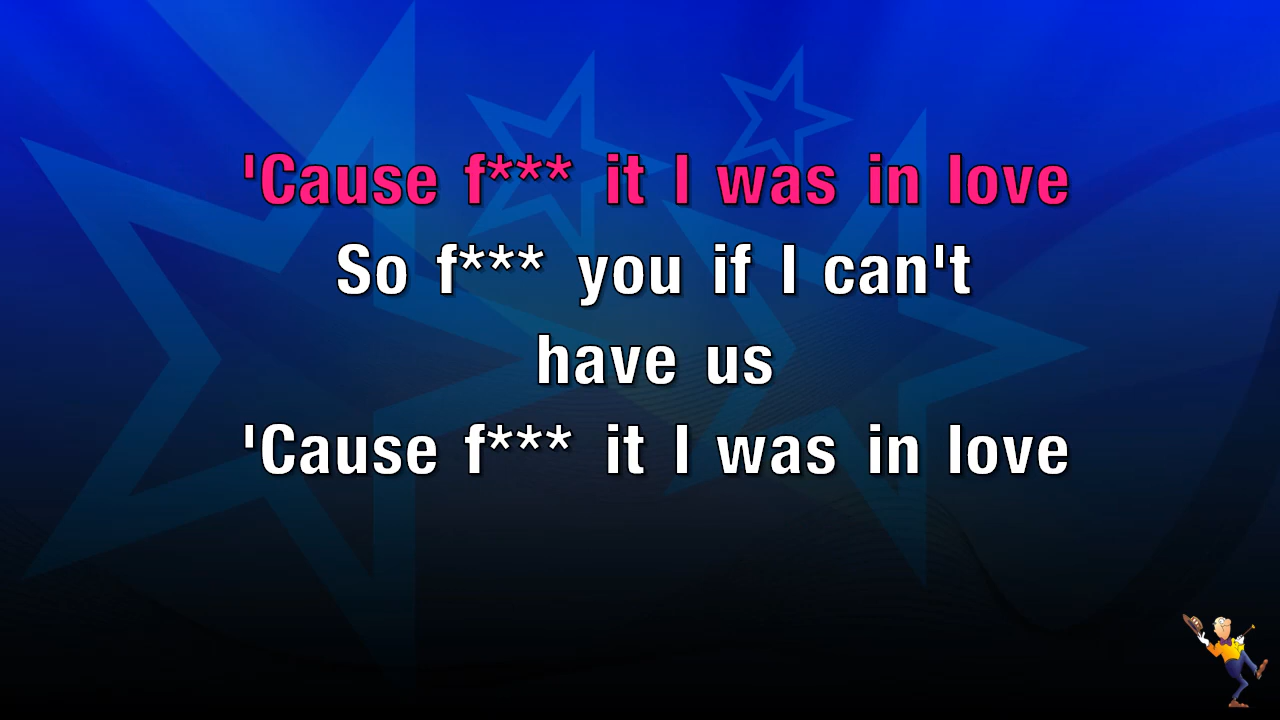 'Cause f*** it I was in love
So f*** you if I can't
have us
'Cause f*** it I was in love